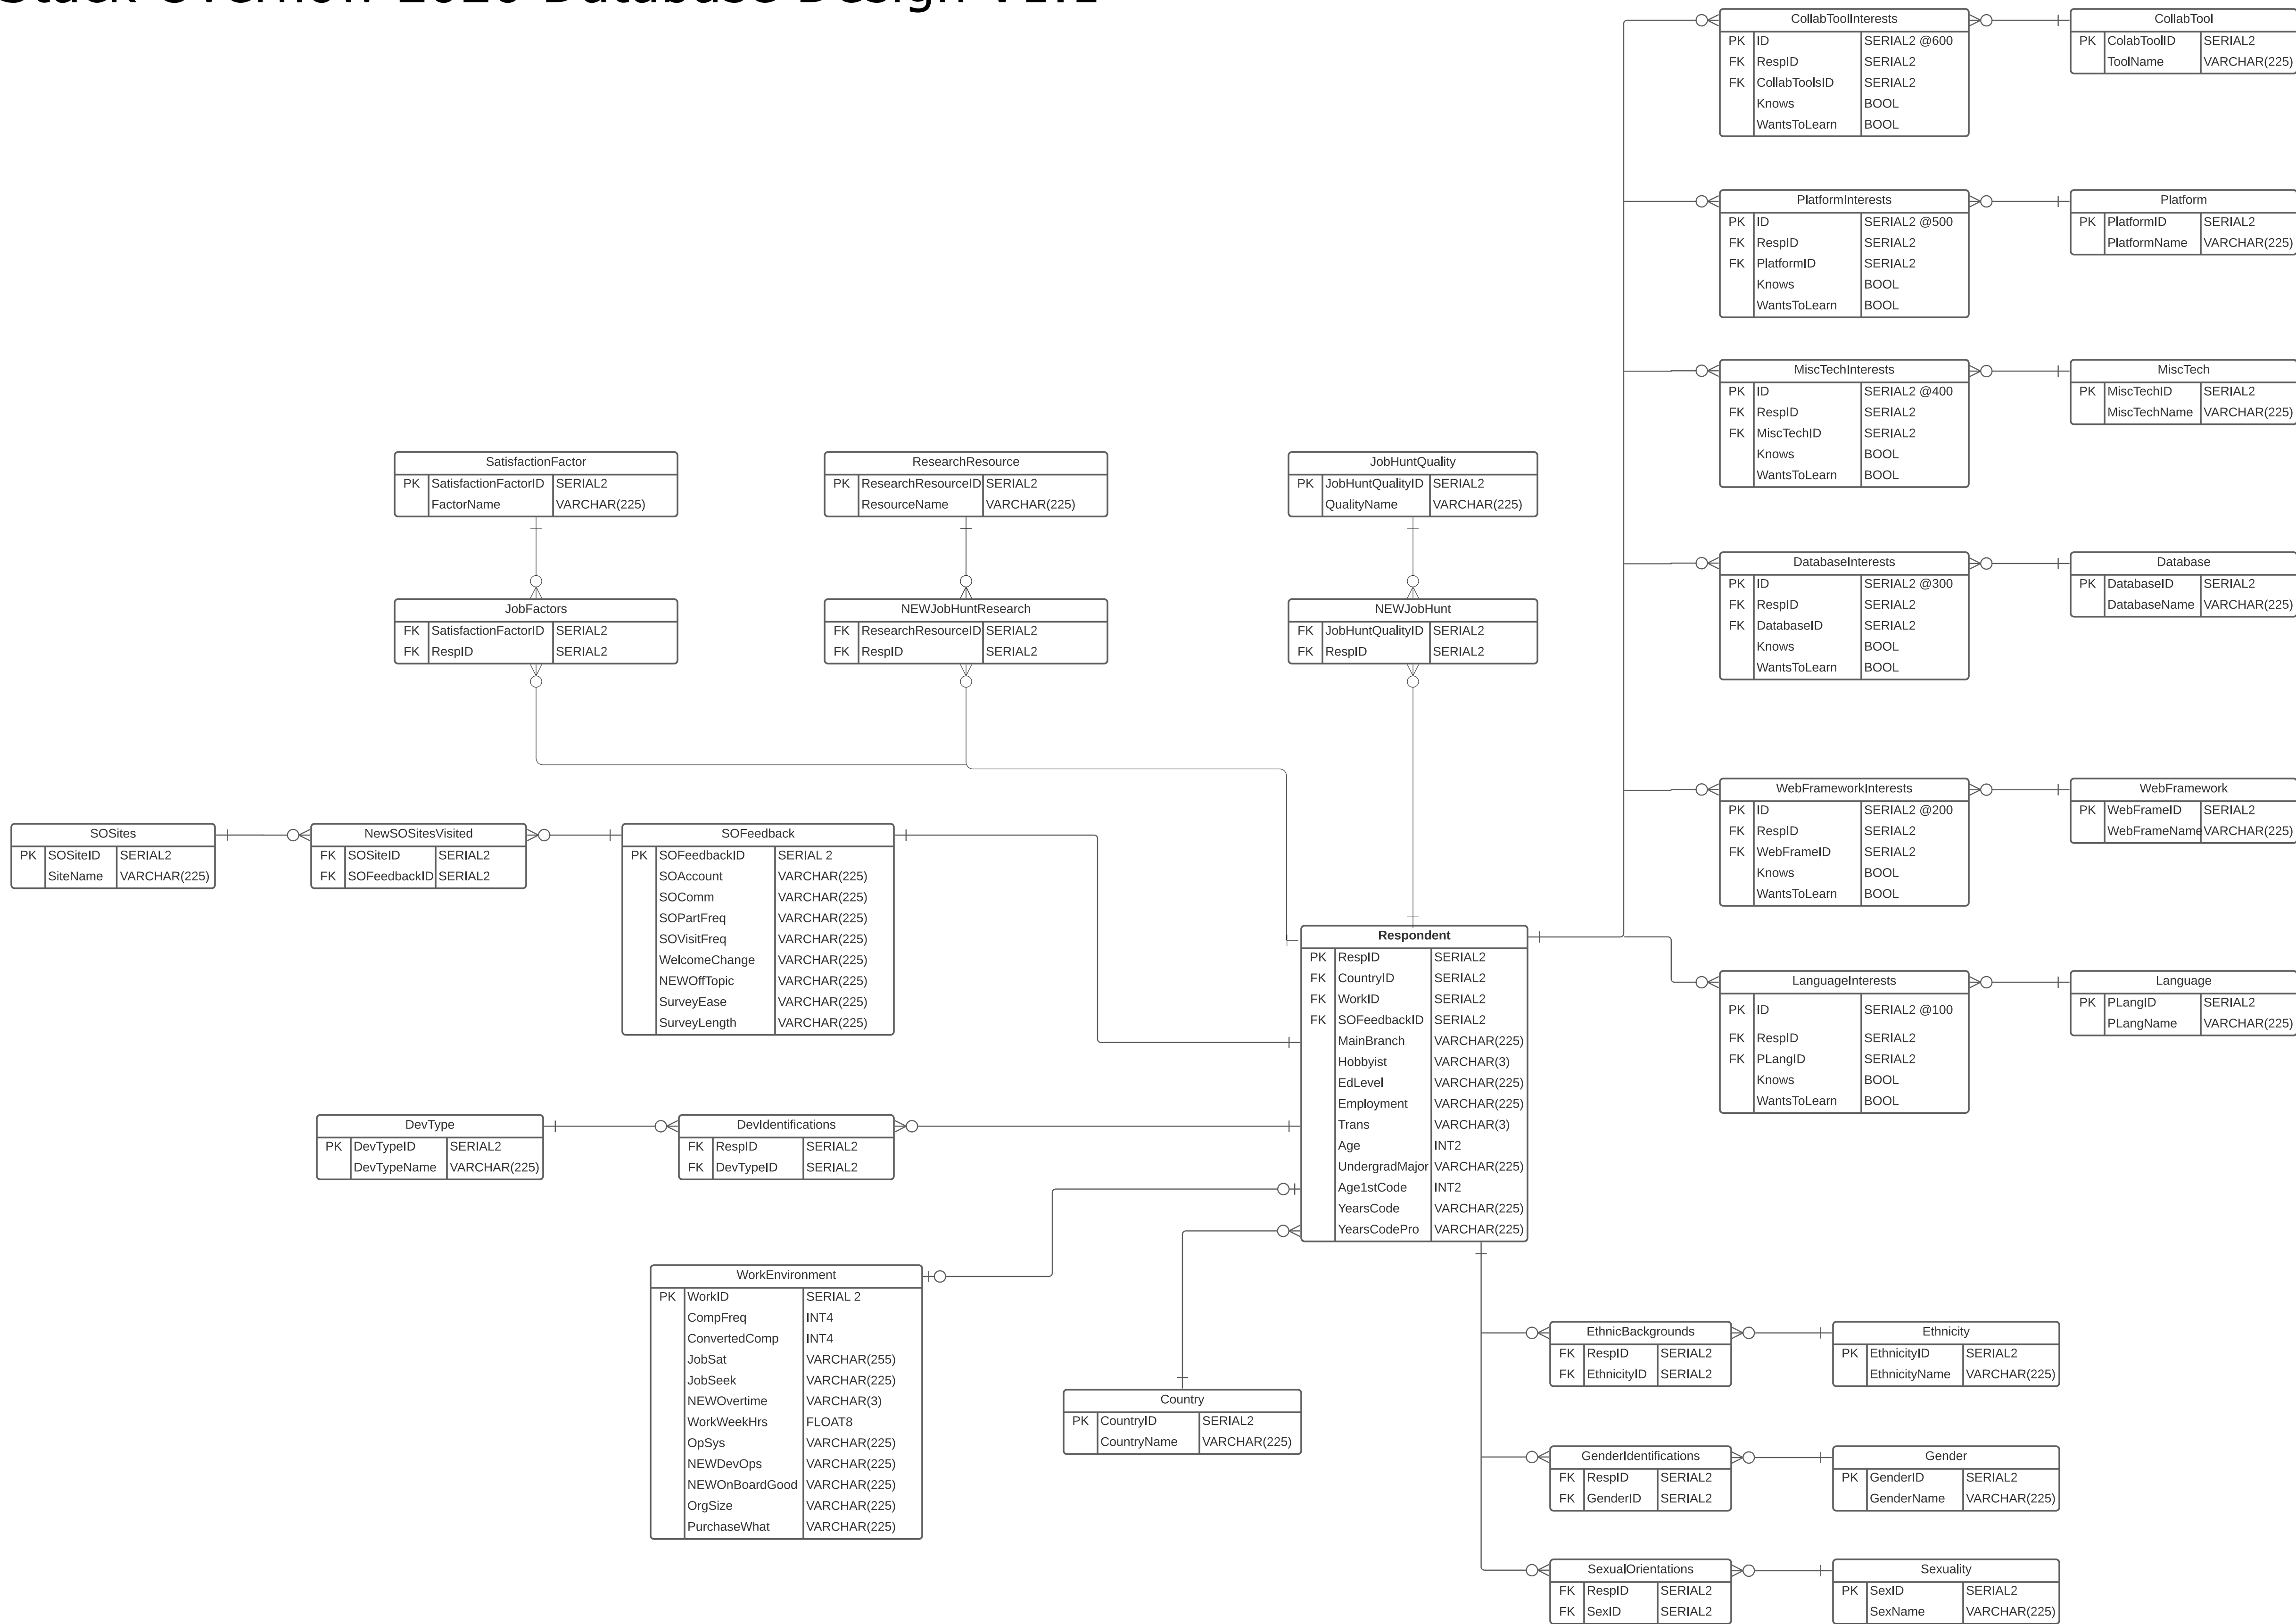 Stack Overflow 2020 Database Design V1.1
CollabToolInterests
PK ID SERIAL2 @600
FK RespID SERIAL2
FK CollabToolsID SERIAL2
Knows BOOL
WantsToLearn BOOL
CollabTool
PK ColabToolID SERIAL2
ToolName VARCHAR(225)
PlatformInterests
PK ID SERIAL2 @500
FK RespID SERIAL2
FK PlatformID SERIAL2
Knows BOOL
WantsToLearn BOOL
Platform
PK PlatformID SERIAL2
PlatformName VARCHAR(225)
MiscTechInterests
PK ID SERIAL2 @400
FK RespID SERIAL2
FK MiscTechID SERIAL2
Knows BOOL
WantsToLearn BOOL
MiscTech
PK MiscTechID SERIAL2
MiscTechName VARCHAR(225)
SatisfactionFactor
PK SatisfactionFactorID SERIAL2
FactorName VARCHAR(225)
ResearchResource
PK ResearchResourceID SERIAL2
ResourceName VARCHAR(225)
JobHuntQuality
PK JobHuntQualityID SERIAL2
QualityName VARCHAR(225)
DatabaseInterests
PK ID SERIAL2 @300
FK RespID SERIAL2
FK DatabaseID SERIAL2
Knows BOOL
WantsToLearn BOOL
Database
PK DatabaseID SERIAL2
DatabaseName VARCHAR(225)
JobFactors
FK SatisfactionFactorID SERIAL2
FK RespID SERIAL2
NEWJobHuntResearch
FK ResearchResourceID SERIAL2
FK RespID SERIAL2
NEWJobHunt
FK JobHuntQualityID SERIAL2
FK RespID SERIAL2
WebFrameworkInterests
PK ID SERIAL2 @200
FK RespID SERIAL2
FK WebFrameID SERIAL2
Knows BOOL
WantsToLearn BOOL
WebFramework
PK WebFrameID SERIAL2
WebFrameName VARCHAR(225)
SOSites
PK SOSiteID SERIAL2
SiteName VARCHAR(225)
NewSOSitesVisited
FK SOSiteID SERIAL2
FK SOFeedbackID SERIAL2
SOFeedback
PK SOFeedbackID SERIAL 2
SOAccount VARCHAR(225)
SOComm VARCHAR(225)
SOPartFreq VARCHAR(225)
SOVisitFreq VARCHAR(225)
WelcomeChange VARCHAR(225)
NEWOffTopic VARCHAR(225)
SurveyEase VARCHAR(225)
SurveyLength VARCHAR(225)
Respondent
PK RespID SERIAL2
FK CountryID SERIAL2
FK WorkID SERIAL2
FK SOFeedbackID SERIAL2
MainBranch VARCHAR(225)
Hobbyist VARCHAR(3)
EdLevel VARCHAR(225)
Employment VARCHAR(225)
Trans VARCHAR(3)
Age INT2
UndergradMajor VARCHAR(225)
Age1stCode INT2
YearsCode VARCHAR(225)
YearsCodePro VARCHAR(225)
LanguageInterests
PK ID SERIAL2 @100
FK RespID SERIAL2
FK PLangID SERIAL2
Knows BOOL
WantsToLearn BOOL
Language
PK PLangID SERIAL2
PLangName VARCHAR(225)
DevType
PK DevTypeID SERIAL2
DevTypeName VARCHAR(225)
DevIdentifications
FK RespID SERIAL2
FK DevTypeID SERIAL2
WorkEnvironment
PK WorkID SERIAL 2
CompFreq INT4
ConvertedComp INT4
JobSat VARCHAR(255)
JobSeek VARCHAR(225)
NEWOvertime VARCHAR(3)
WorkWeekHrs FLOAT8
OpSys VARCHAR(225)
NEWDevOps VARCHAR(225)
NEWOnBoardGood VARCHAR(225)
OrgSize VARCHAR(225)
PurchaseWhat VARCHAR(225)
Country
PK CountryID SERIAL2
CountryName VARCHAR(225)
EthnicBackgrounds
FK RespID SERIAL2
FK EthnicityID SERIAL2
Ethnicity
PK EthnicityID SERIAL2
EthnicityName VARCHAR(225)
GenderIdentifications
FK RespID SERIAL2
FK GenderID SERIAL2
Gender
PK GenderID SERIAL2
GenderName VARCHAR(225)
SexualOrientations
FK RespID SERIAL2
FK SexID SERIAL2
Sexuality
PK SexID SERIAL2
SexName VARCHAR(225)